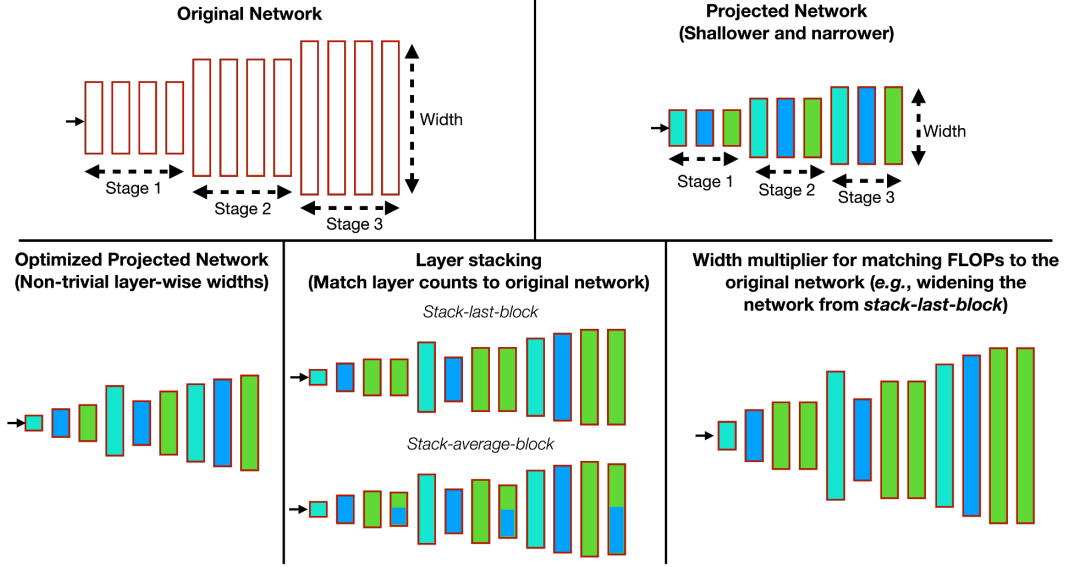 Original Network
Width
Stage 1
Stage 2
Stage 3
Projected Network
(Shallower and narrower)
Width
Stage 1
Stage 2
Stage 3
Optimized Projected Network
(Non-trivial layer-wise widths)
Layer stacking
(Match layer counts to original network)
Stack-last-block
Stack-average-block
Width multiplier for matching FLOPs to the
original network (e.g., widening the
network from stack-last-block)